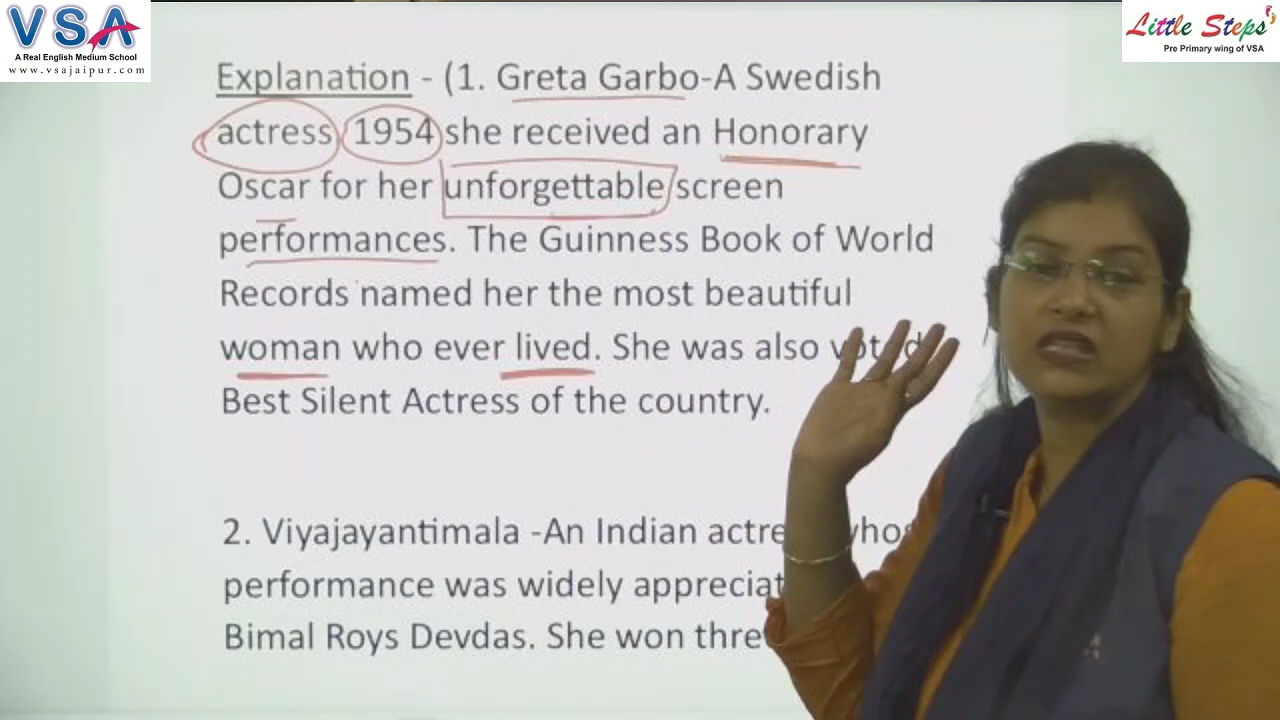 VSA
A Real English Medium School
www.vsajaipur.com
Little Steps
Pre Primary wing of VSA
Explanation - (1. Greta Garbo-A Swedish
actress 1954 she received an Honorary
Oscar for her unforgettable screen
performances. The Guinness Book of World
Records named her the most beautiful
woman who ever lived. She was also voted
Best Silent Actress of the country.
2. Viyajayantimala -An Indian
performance was widely
Bimal Roys Devdas. She won